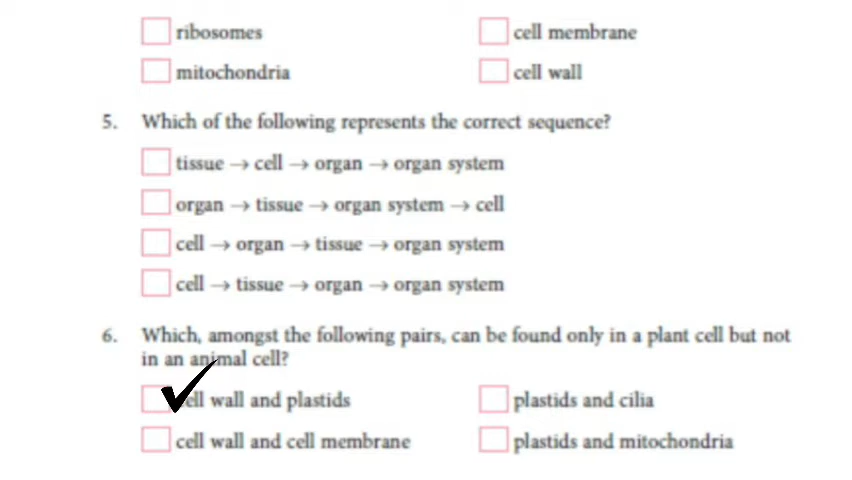 ribosomes cell membrane
mitochondria cell wall
5. Which of the following represents the correct sequence?
tissue → cell → organ → organ system
organ → tissue → organ system → cell
cell → organ → tissue → organ system
cell → tissue → organ → organ system
6. Which, amongst the following pairs, can be found only in a plant cell but not
in an animal cell?
cell wall and plastids plastids and cilia
cell wall and cell membrane plastids and mitochondria